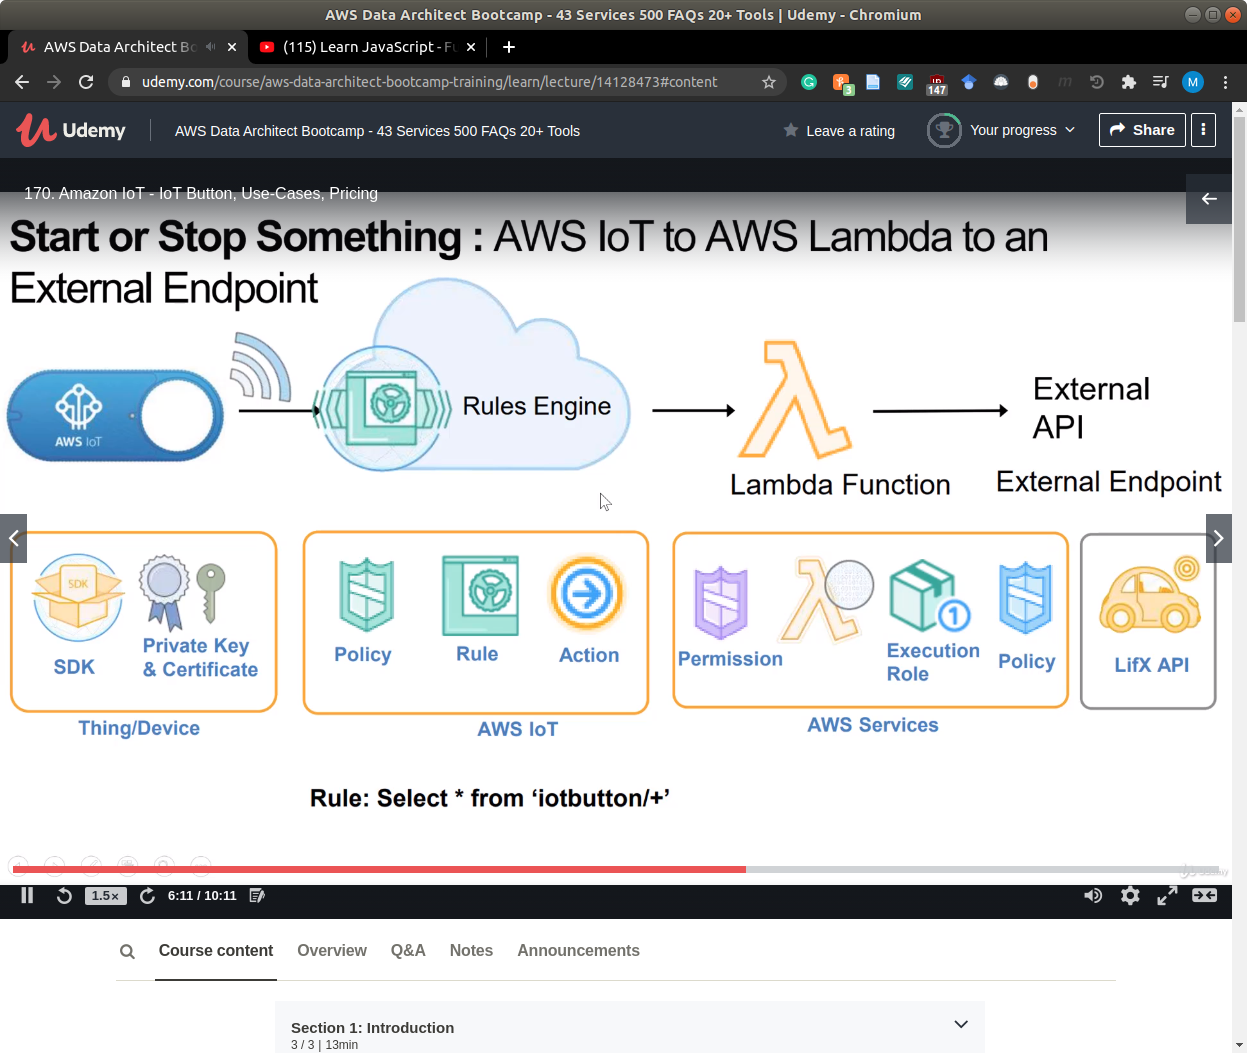 AWS Data Architect Bootcamp - 43 Services 500 FAQs 20+ Tools | Udemy - Chromium
AWS Data Architect Bo
(115) Learn JavaScript - Fu
udemy.com/course/aws-data-architect-bootcamp-training/learn/lecture/14128473#content
3
147
M
Udemy
AWS Data Architect Bootcamp - 43 Services 500 FAQs 20+ Tools
Leave a rating
Your progress
Share
170. Amazon IoT - IoT Button, Use-Cases, Pricing
Start or Stop Something : AWS IoT to AWS Lambda to an
External Endpoint
AWS IoT
Rules Engine
Lambda Function
External
API
External Endpoint
SDK
SDK
Private Key
& Certificate
Thing/Device
Policy
Rule
Action
AWS IoT
Permission
Execution
Role
1
Policy
AWS Services
LifX API
Rule: Select * from ‘iotbutton/+’
1.5×
6:11 / 10:11
Course content
Overview
Q&A
Notes
Announcements
Section 1: Introduction
3 / 3 | 13min